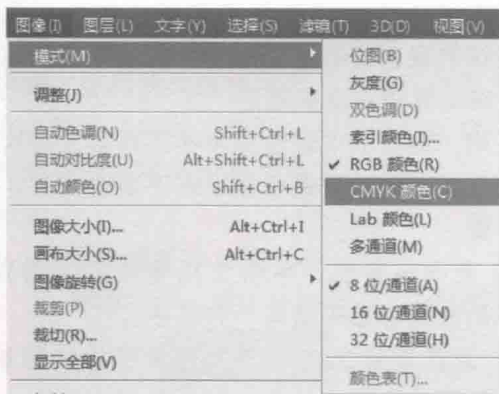 图像(I) 图层(L) 文字(Y) 选择(S) 滤镜(T) 3D(D) 视图(V)
模式(M)
调整(J)
自动色调(N) Shift+Ctrl+L
自动对比度(U) Alt+Shift+Ctrl+L
自动颜色(O) Shift+Ctrl+B
图像大小(I)... Alt+Ctrl+I
画布大小(S)... Alt+Ctrl+C
图像旋转(G)
裁剪(P)
裁切(R)...
显示全部(V)
位图(B)
灰度(G)
双色调(D)
索引颜色(I)...
RGB 颜色(R)
CMYK 颜色(C)
Lab 颜色(L)
多通道(M)
8 位/通道(A)
16 位/通道(N)
32 位/通道(H)
颜色表(T)...